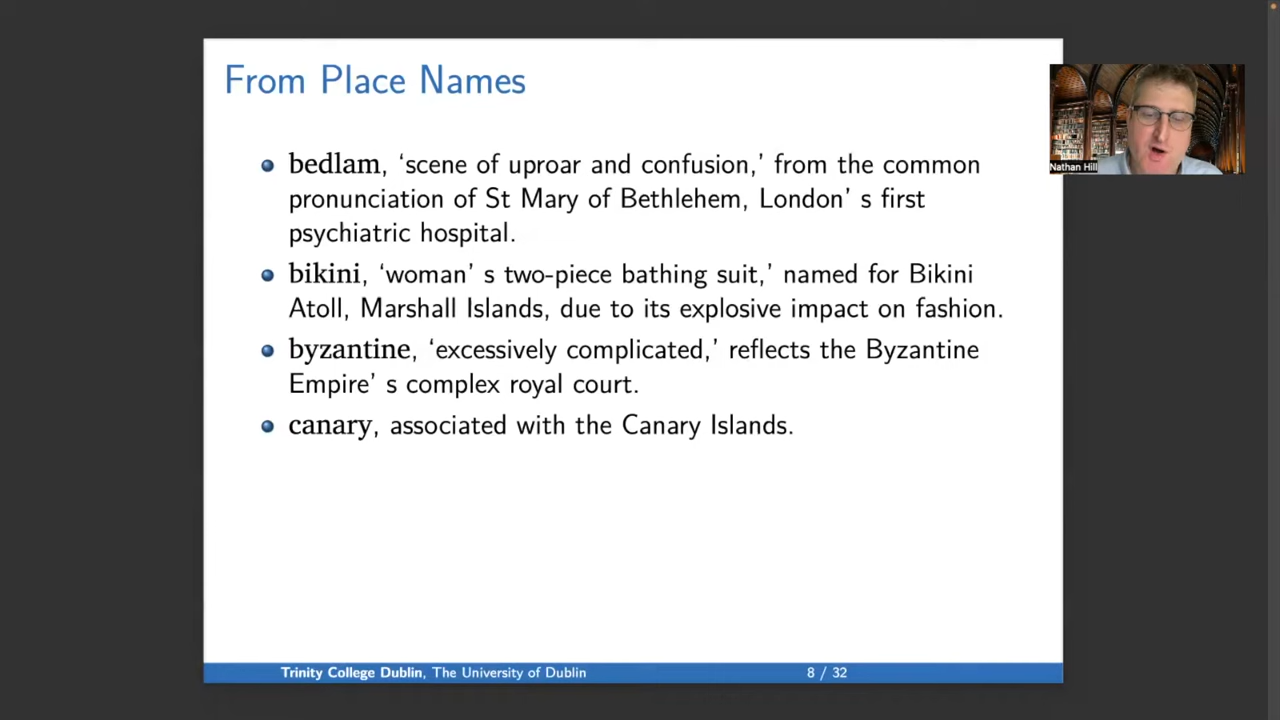 From Place Names
bedlam, ‘scene of uproar and confusion,’ from the common
pronunciation of St Mary of Bethlehem, London’ s first
psychiatric hospital.
bikini, ‘woman’ s two-piece bathing suit,’ named for Bikini
Atoll, Marshall Islands, due to its explosive impact on fashion.
byzantine, ‘excessively complicated,’ reflects the Byzantine
Empire’ s complex royal court.
canary, associated with the Canary Islands.
Nathan Hill
Trinity College Dublin, The University of Dublin
8 / 32